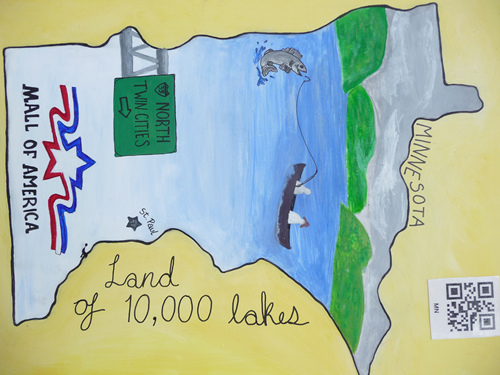 MINNESOTA
NORTH
TWIN CITIES
St. Paul
MALL OF AMERICA
Land
of 10,000 lakes
MN